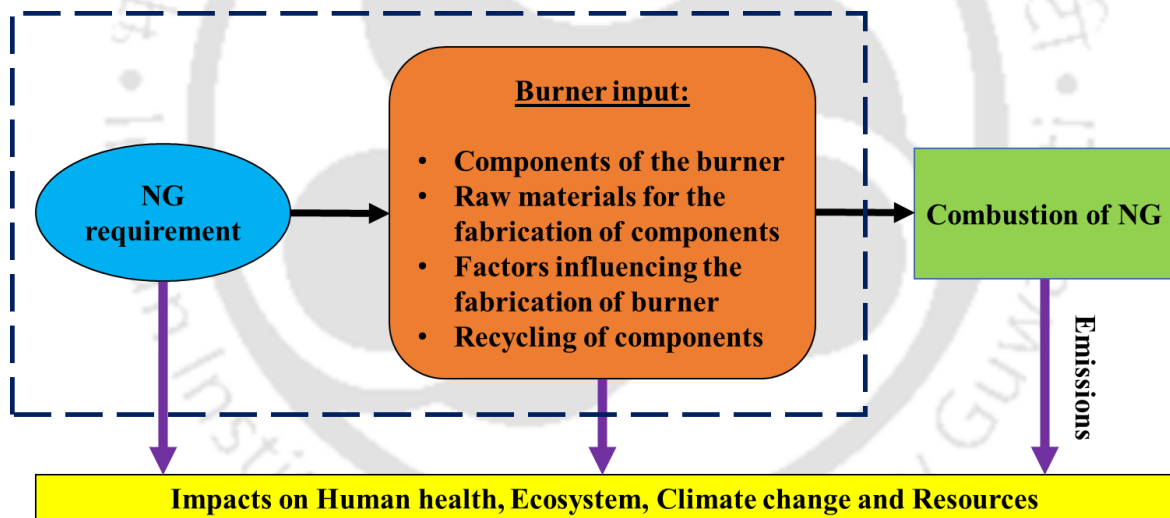 Burner input:
• Components of the burner
• Raw materials for the
fabrication of components
• Factors influencing the
fabrication of burner
• Recycling of components
NG
requirement
Combustion of NG
Emissions
Impacts on Human health, Ecosystem, Climate change and Resources